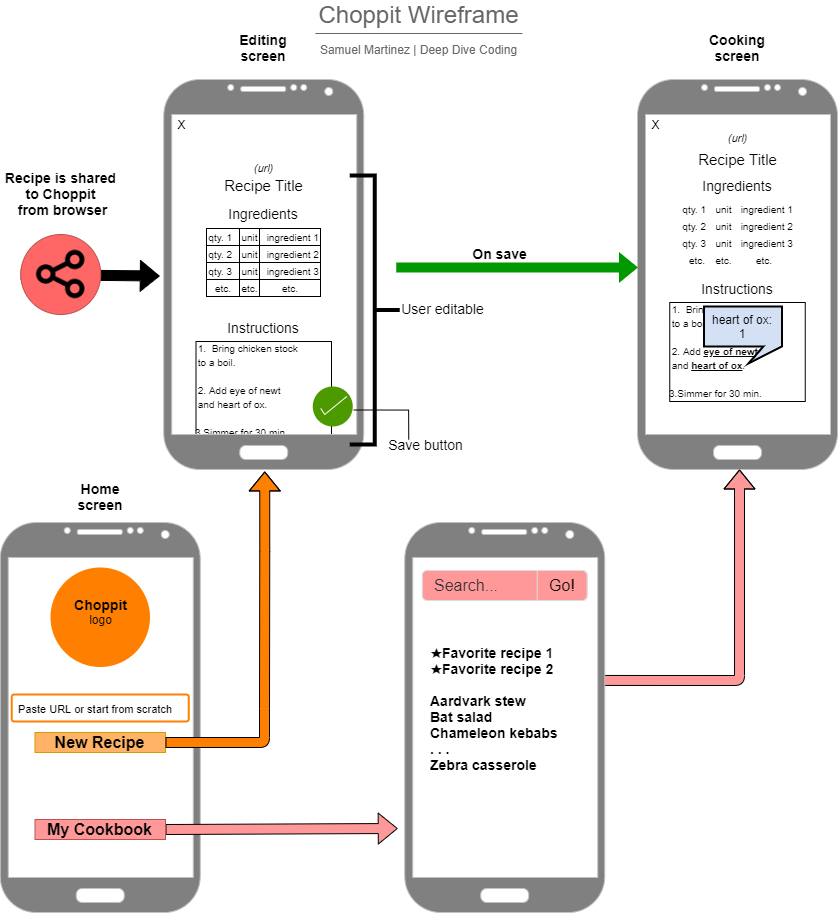 Choppit Wireframe
Samuel Martinez | Deep Dive Coding
Editing
screen
Cooking
screen
Recipe is shared
to Choppit
from browser
X
(url)
Recipe Title
Ingredients
qty. 1 unit ingredient 1
qty. 2 unit ingredient 2
qty. 3 unit ingredient 3
etc. etc. etc.
Instructions
1. Bring chicken stock
to a boil.
2. Add eye of newt
and heart of ox.
3.Simmer for 30 min.
User editable
Save button
On save
X
(url)
Recipe Title
Ingredients
qty. 1 unit ingredient 1
qty. 2 unit ingredient 2
qty. 3 unit ingredient 3
etc. etc. etc.
Instructions
1. Brin
to a bo
heart of ox:
1
2. Add eye of newt
and heart of ox.
3.Simmer for 30 min.
Home
screen
Choppit
logo
Paste URL or start from scratch
New Recipe
My Cookbook
Search...
Go!
★Favorite recipe 1
★Favorite recipe 2
Aardvark stew
Bat salad
Chameleon kebabs
. . .
Zebra casserole